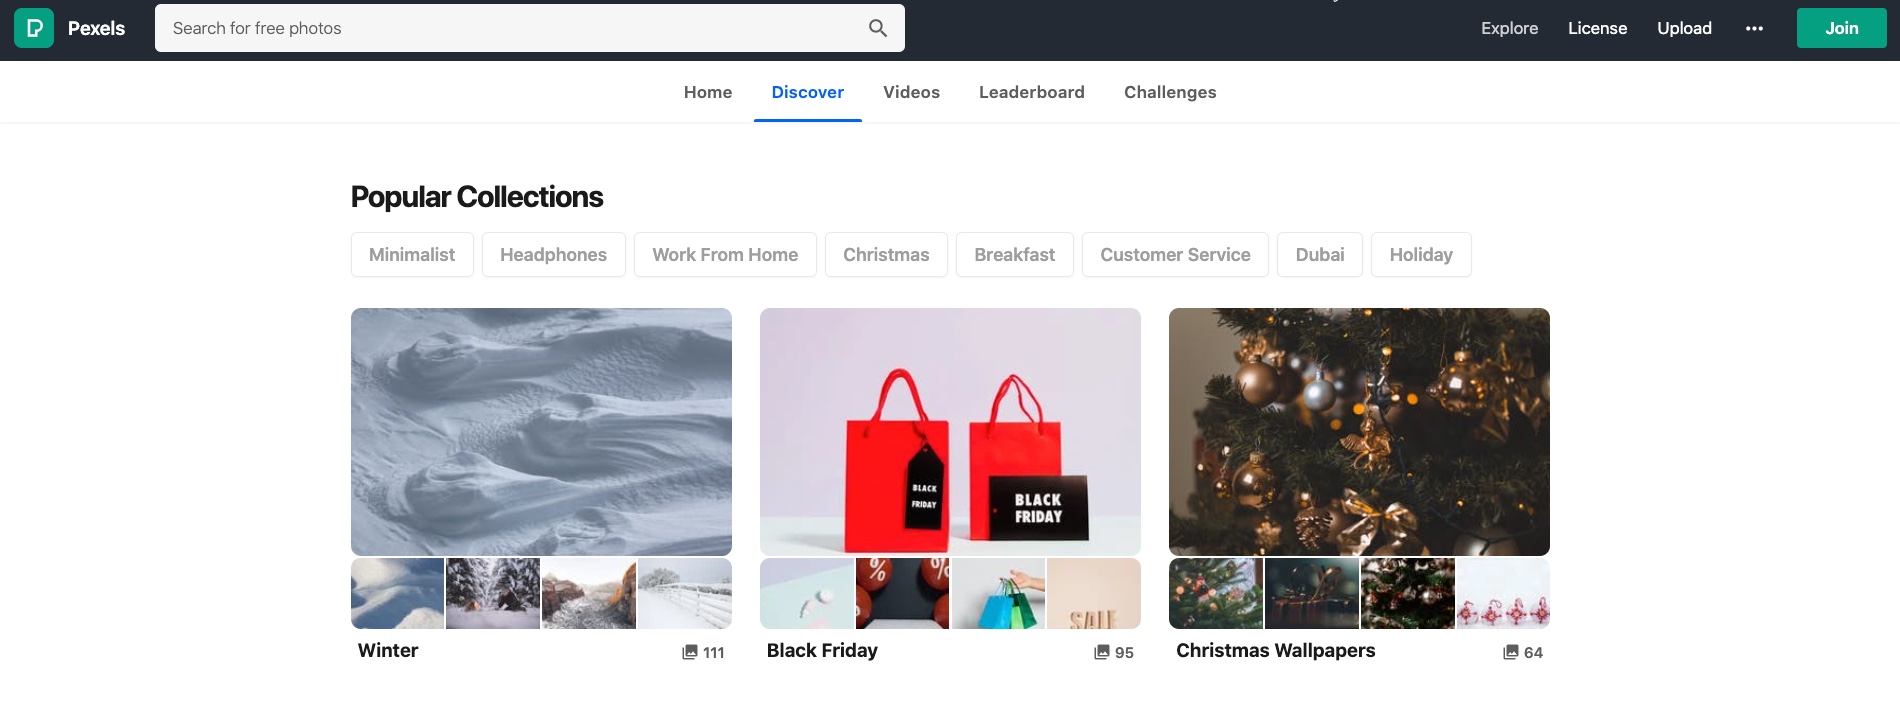 Pexels
Search for free photos
Explore License Upload ••• Join
Home Discover Videos Leaderboard Challenges
Popular Collections
Minimalist Headphones Work From Home Christmas Breakfast Customer Service Dubai Holiday
BLACK
FRIDAY
BLACK
FRIDAY
%
%
SALE
Winter 111
Black Friday 95
Christmas Wallpapers 64